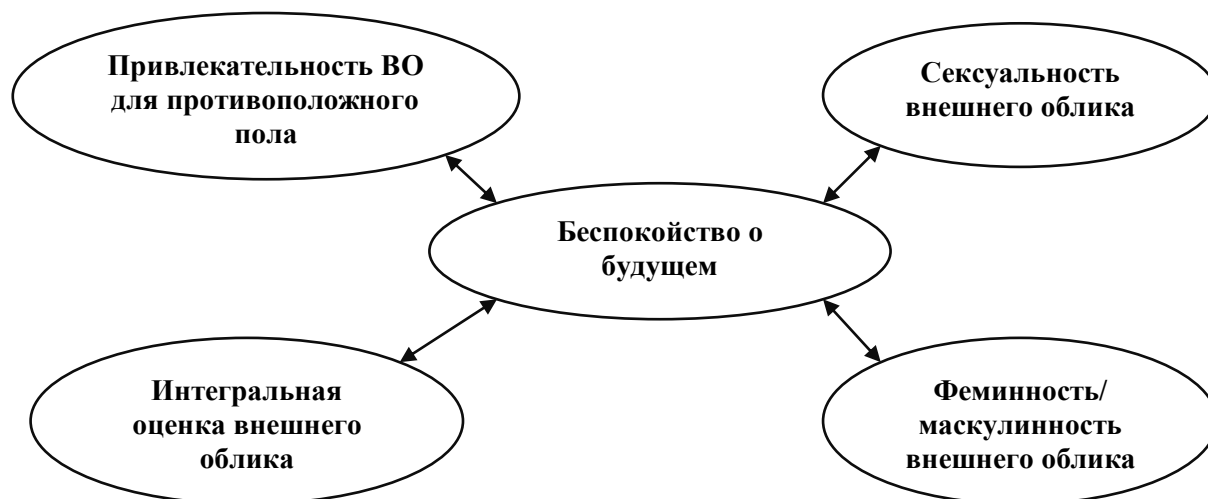 Привлекательность ВО
для противоположного
пола
Сексуальность
внешнего облика
Беспокойство о
будущем
Интегральная
оценка внешнего
облика
Феминность/
маскулинность
внешнего облика